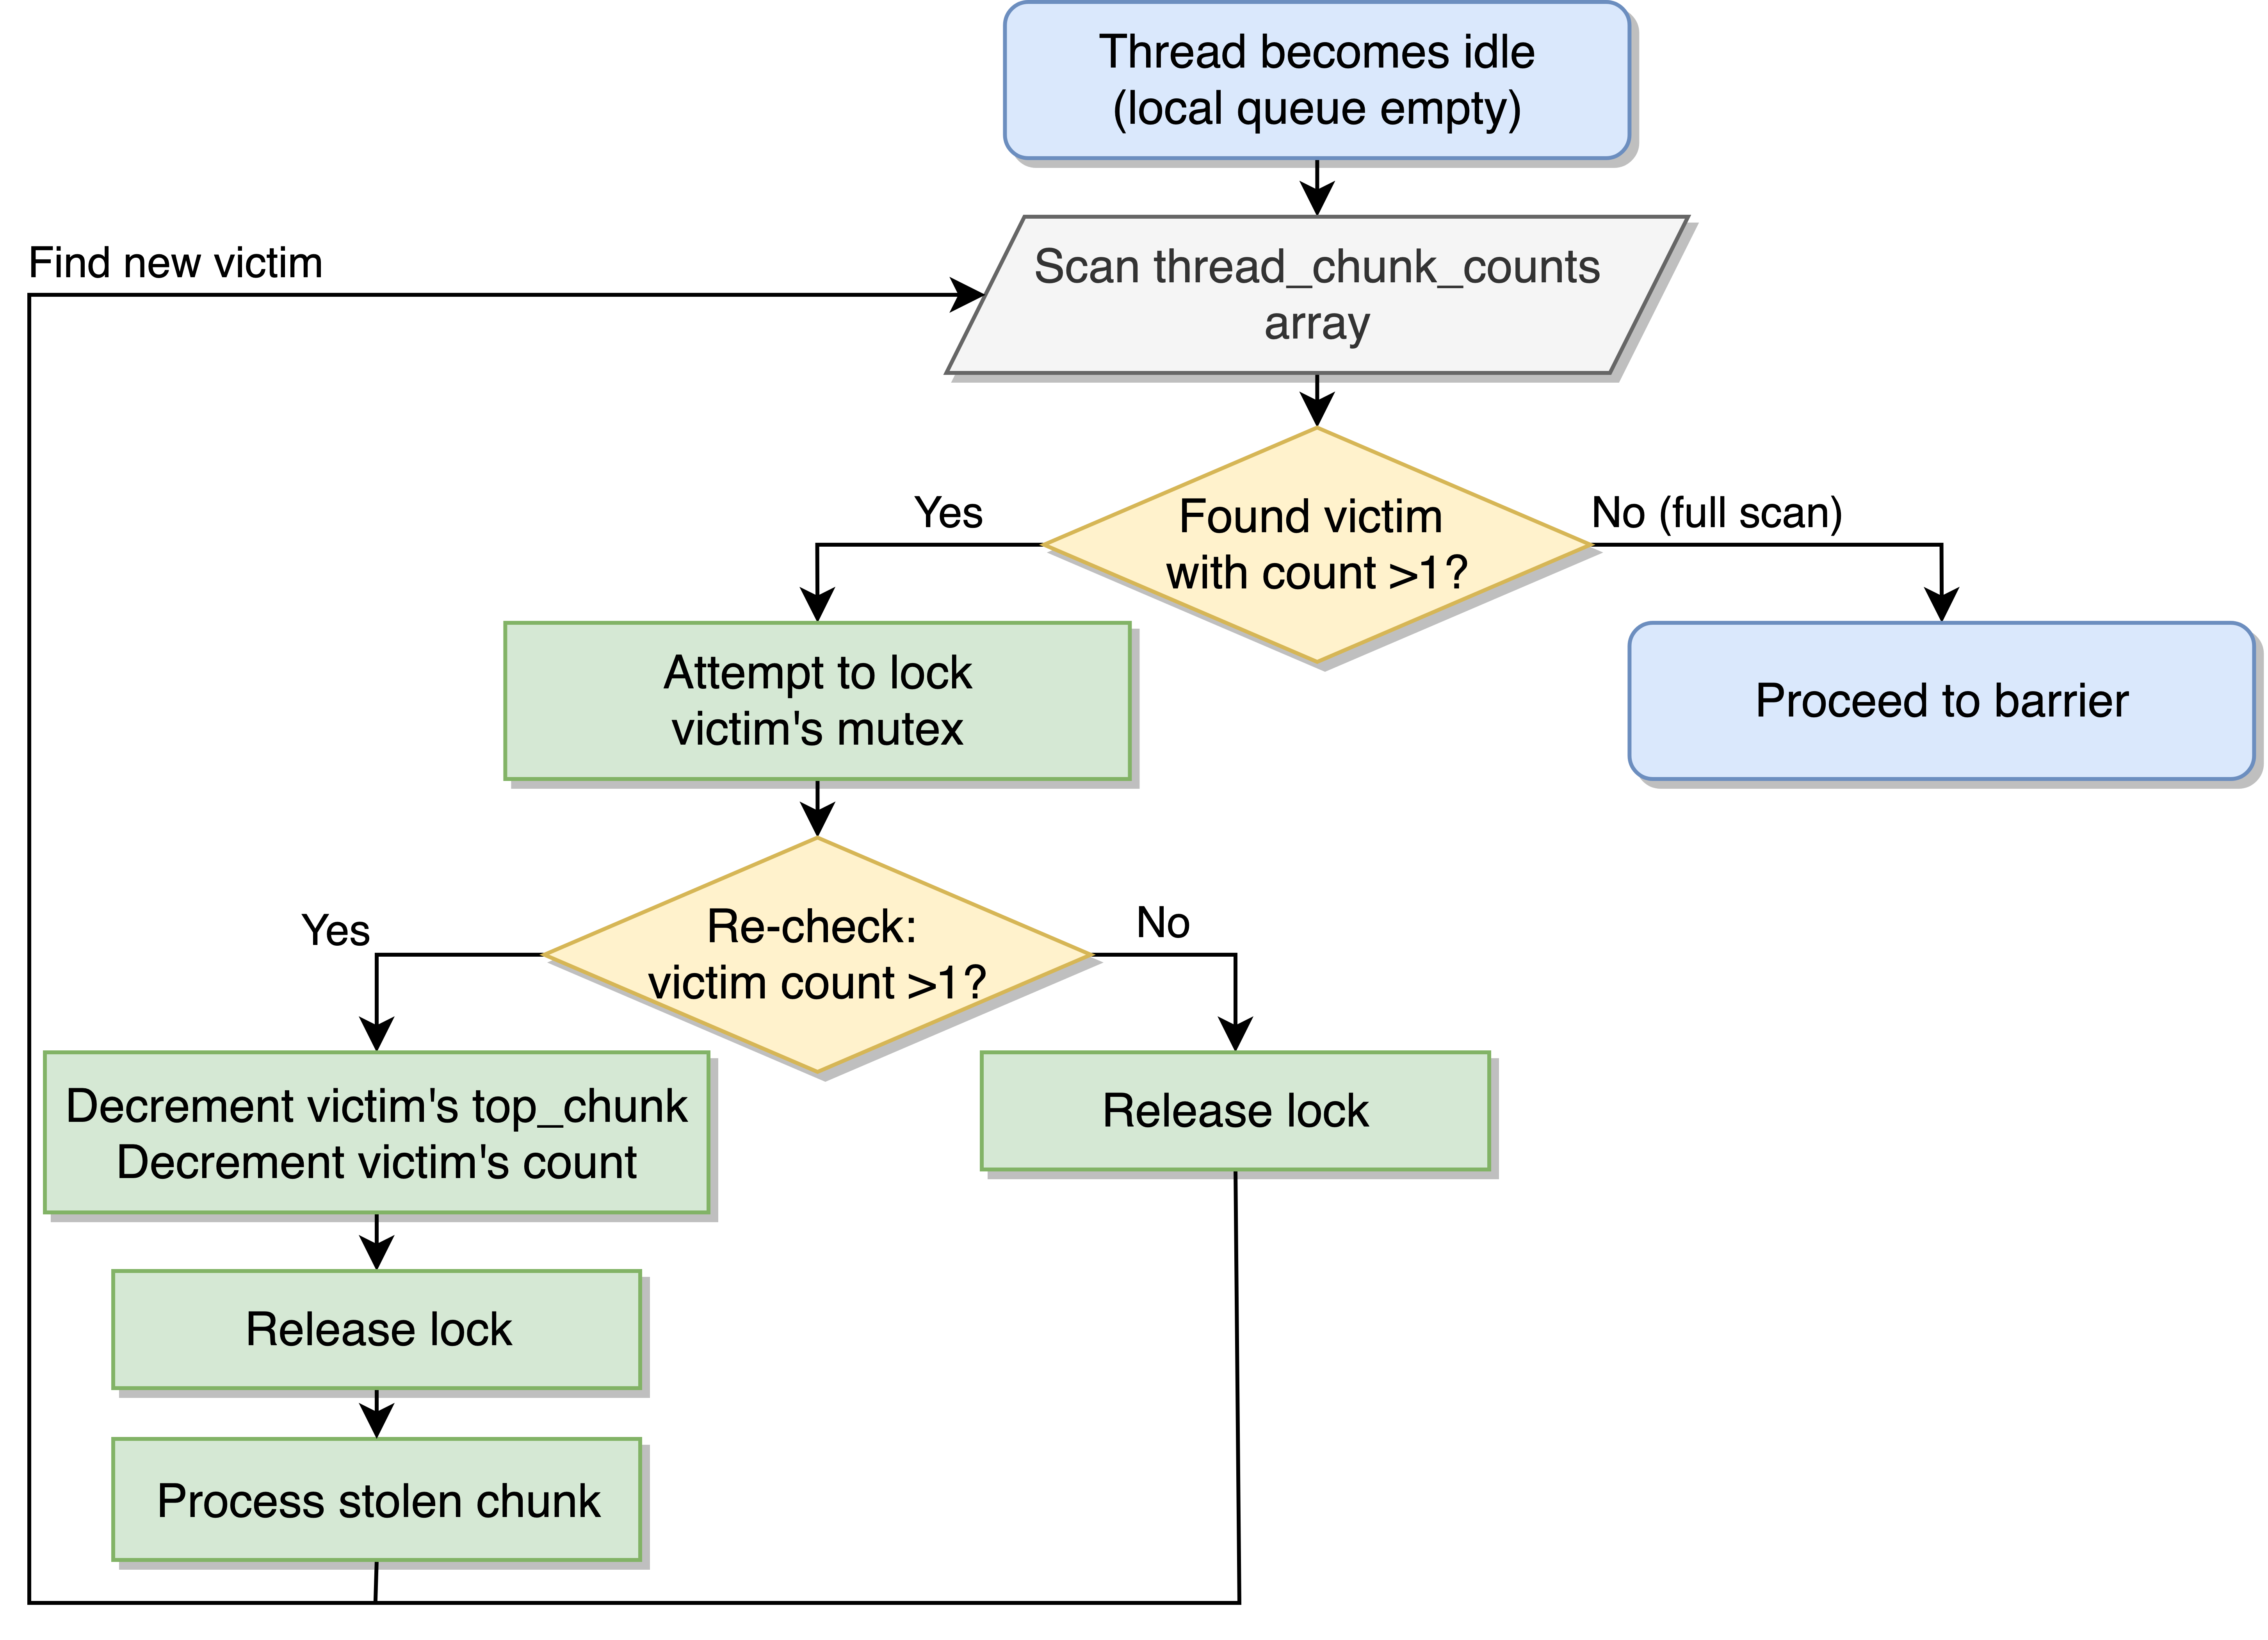 Thread becomes idle
(local queue empty)
Find new victim
Scan thread_chunk_counts
array
Yes
Found victim
with count >1?
No (full scan)
Attempt to lock
victim's mutex
Proceed to barrier
Yes
Re-check:
victim count >1?
No
Decrement victim's top_chunk
Decrement victim's count
Release lock
Release lock
Process stolen chunk